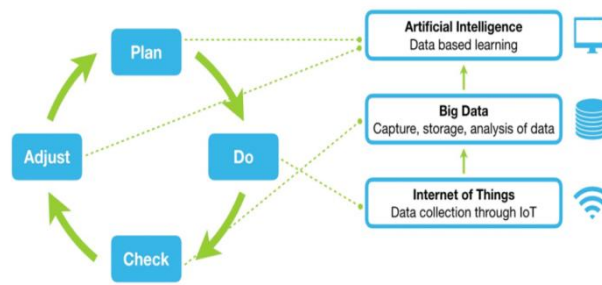 Plan
Do
Check
Adjust
Artificial Intelligence
Data based learning
Big Data
Capture, storage, analysis of data
Internet of Things
Data collection through IoT